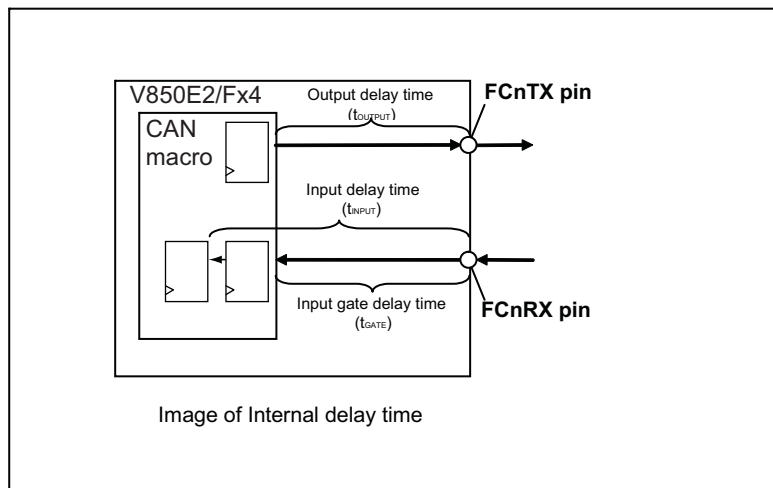 V850E2/Fx4
Output delay time
(tOUTPUT)
FCnTX pin
CAN
macro
Input delay time
(tINPUT)
Input gate delay time
(tGATE)
FCnRX pin
Image of Internal delay time